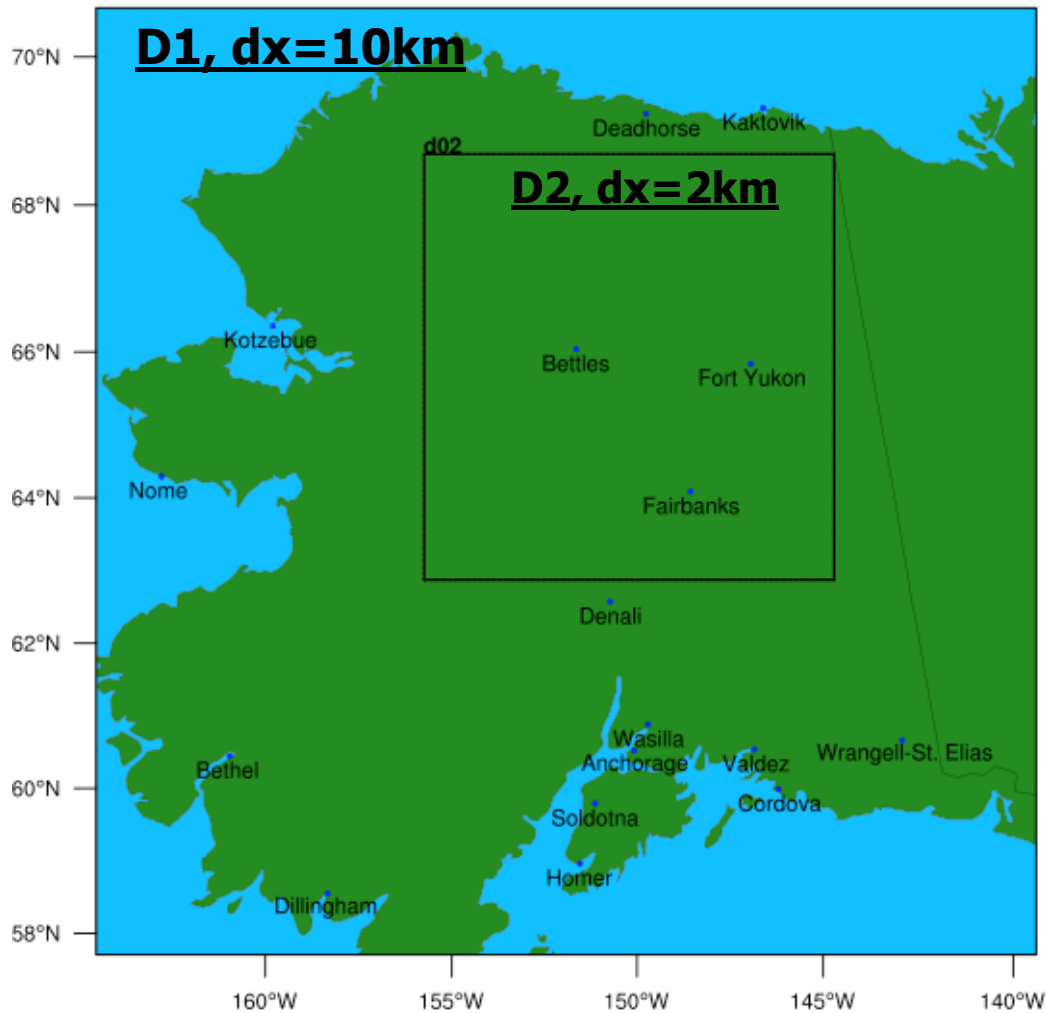 D1, dx=10km
70°N
Deadhorse
Kaktovik
d02
D2, dx=2km
68°N
Kotzebue
66°N
Bettles
Fort Yukon
Nome
64°N
Fairbanks
Denali
62°N
Wasilla
Wrangell-St. Elias
Anchorage
Valdez
Bethel
60°N
Cordova
Soldotna
Homer
Dillingham
58°N
160°W
155°W
150°W
145°W
140°W